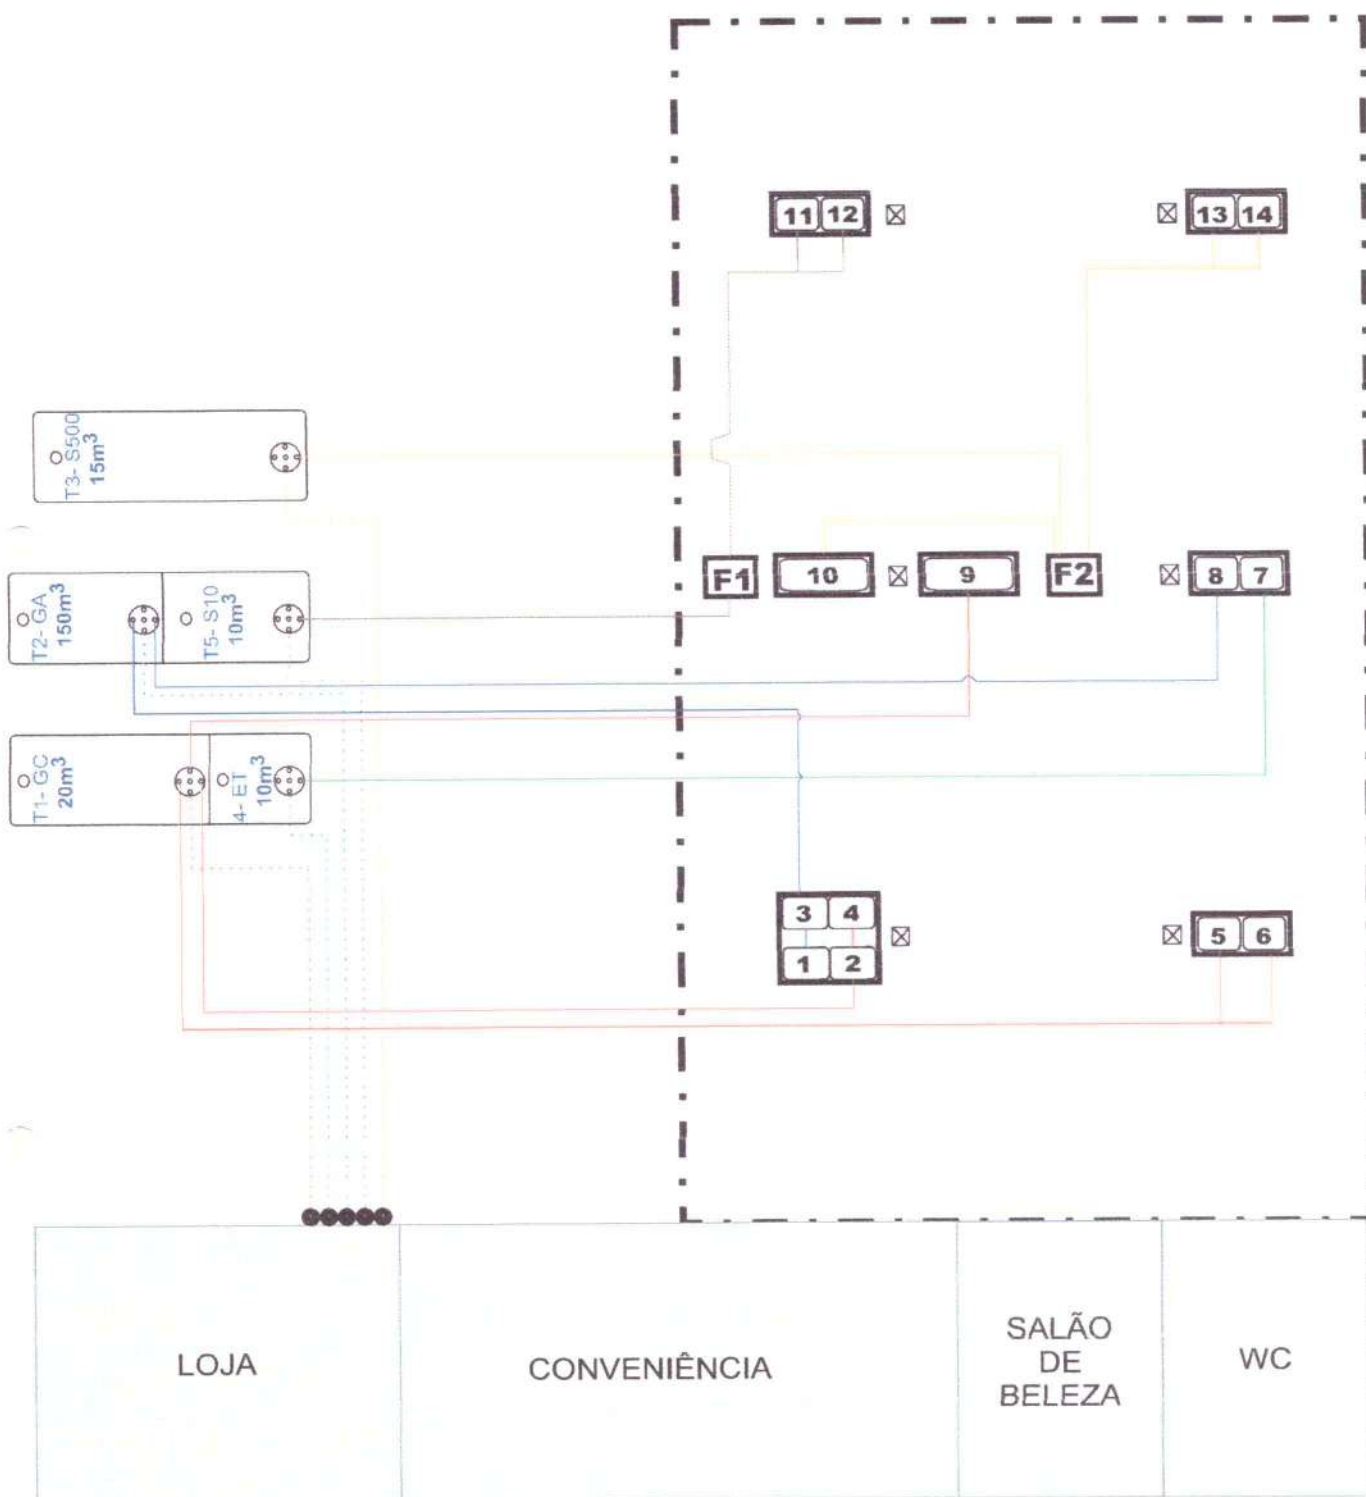 11 12
13 14
T3- S500
15m3
F1
10
9
F2
8 7
T2- GA
150m3
T5- S10
10m3
T1- GC
20m3
4- ET
10m3
3 4
1 2
5 6
LOJA
CONVENIÊNCIA
SALÃO
DE
BELEZA
WC